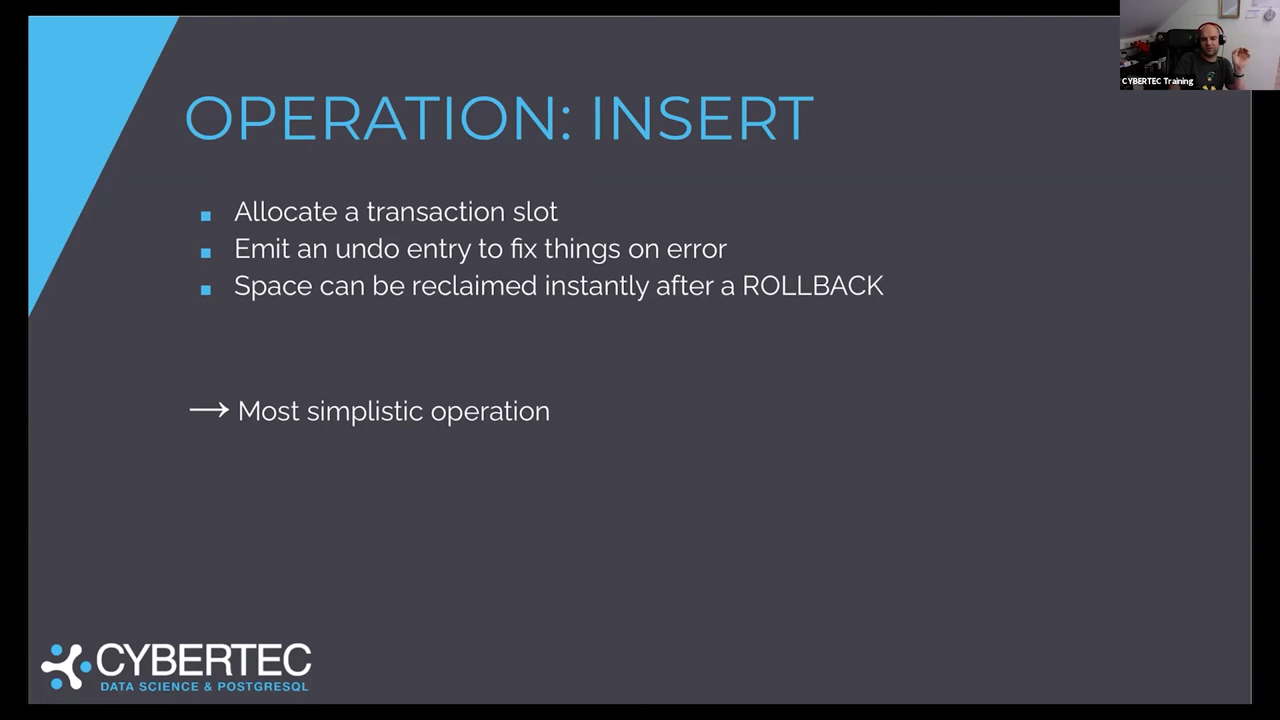 CYBERTEC Training
OPERATION: INSERT
▪ Allocate a transaction slot
▪ Emit an undo entry to fix things on error
▪ Space can be reclaimed instantly after a ROLLBACK
→ Most simplistic operation
CYBERTEC
DATA SCIENCE & POSTGRESQL